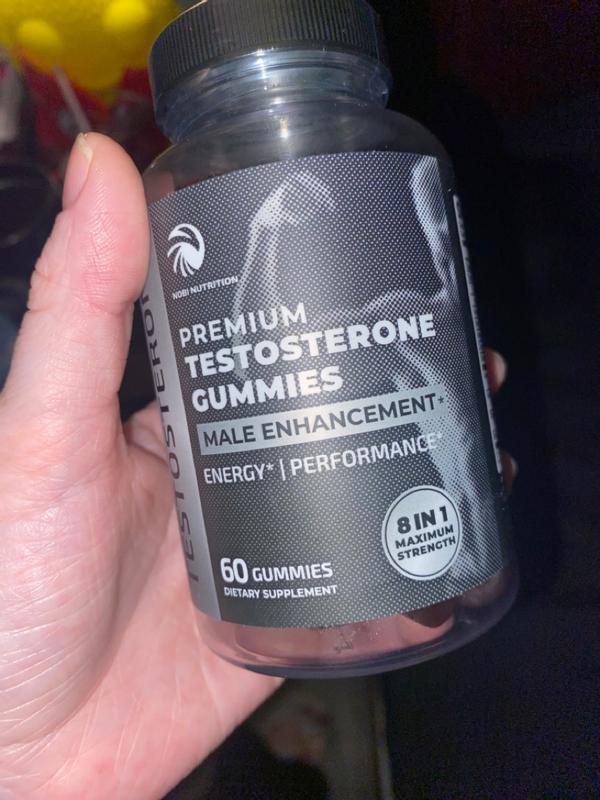 NOBI NUTRITION
PREMIUM
TESTOSTERONE
GUMMIES
MALE ENHANCEMENT*
ENERGY* | PERFORMANCE*
8 IN 1
MAXIMUM
STRENGTH
60 GUMMIES
DIETARY SUPPLEMENT